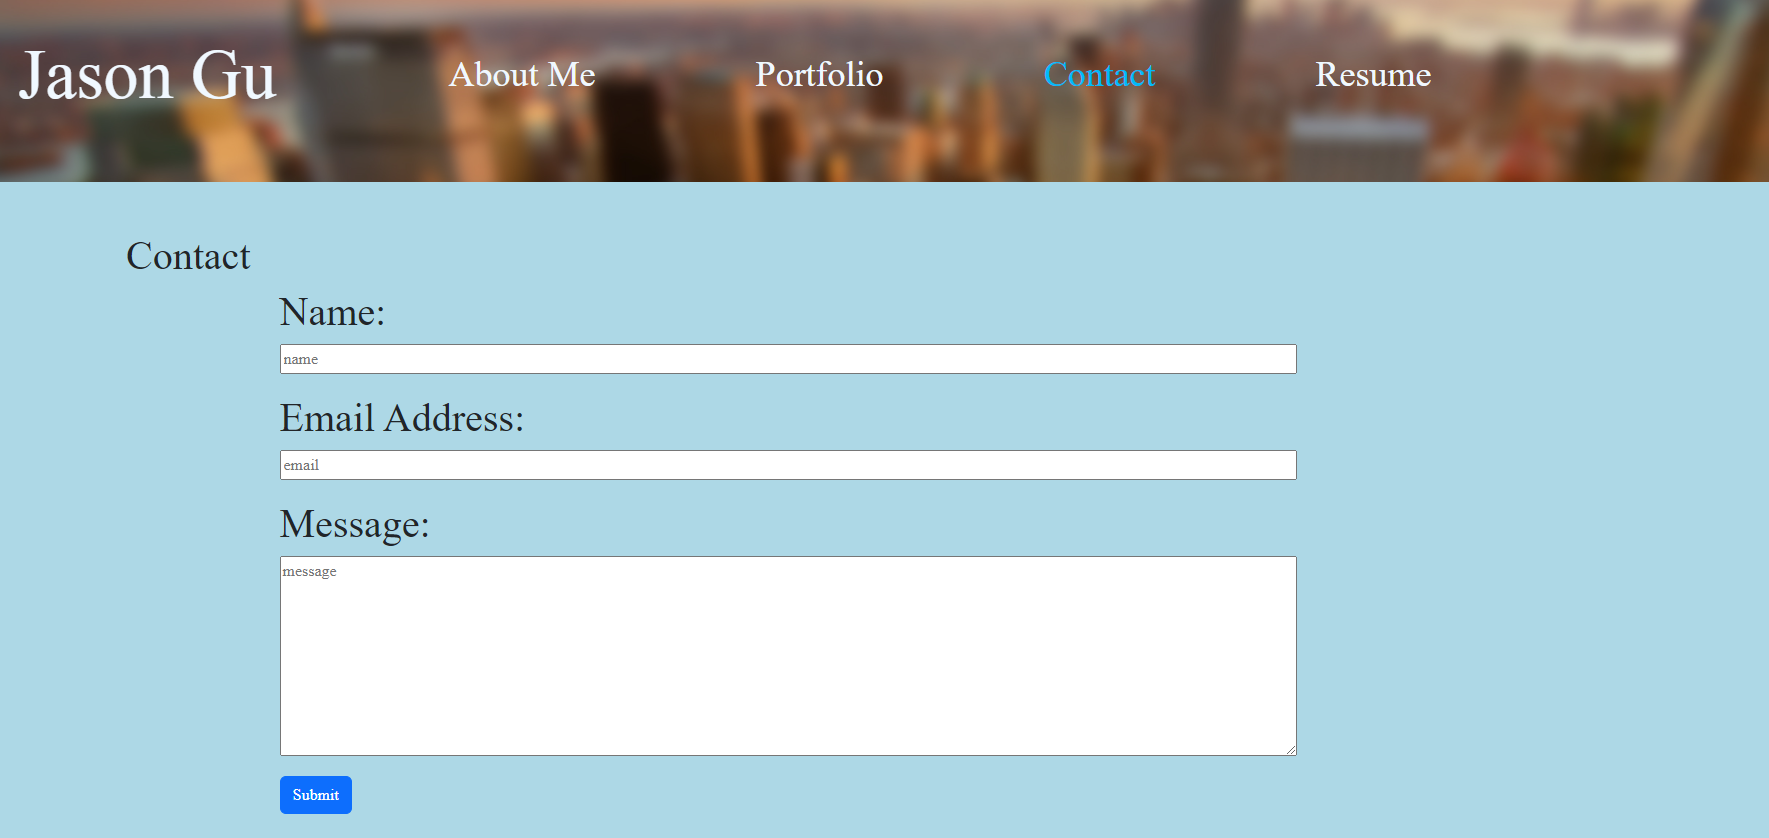 Jason Gu About Me Portfolio Contact Resume
Contact
Name:
name
Email Address:
email
Message:
message
Submit